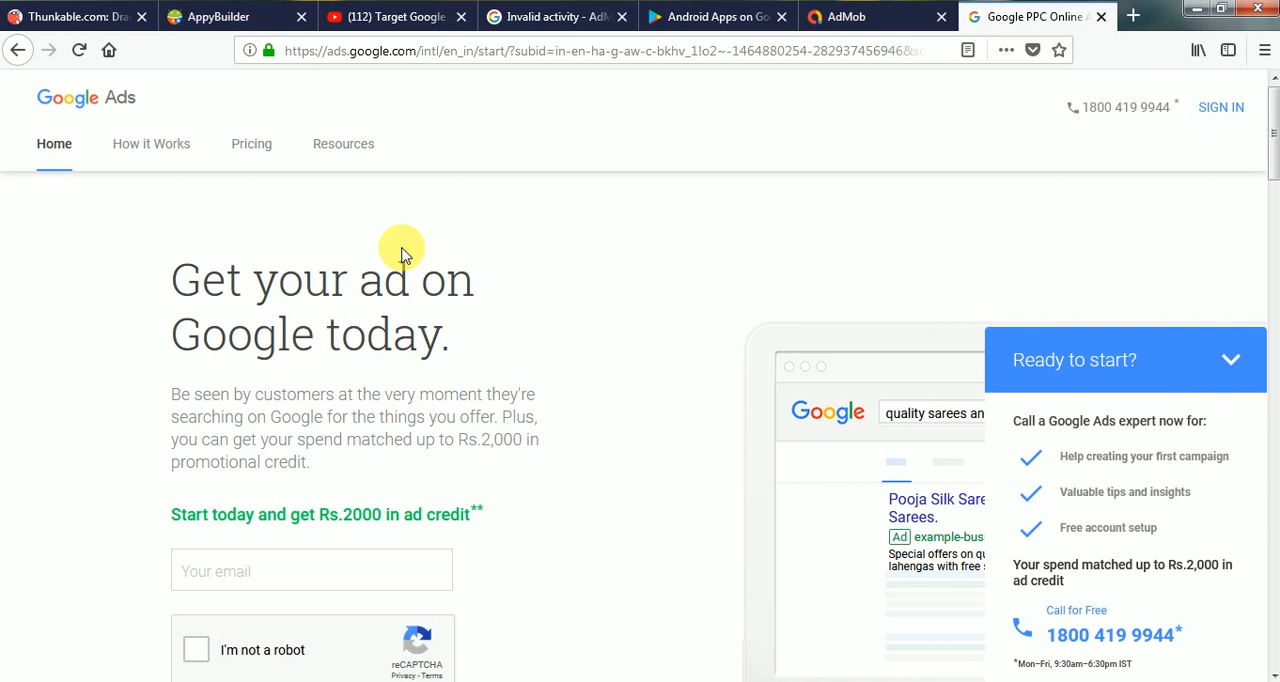 Thunkable.com: Dra
AppyBuilder
(112) Target Google
Invalid activity - AdM
Android Apps on Go
AdMob
Google PPC Online A
https://ads.google.com/intl/en_in/start/?subid=in-en-ha-g-aw-c-bkhv_1!o2~-1464880254-282937456946&su
Google Ads
1800 419 9944 *
SIGN IN
Home
How it Works
Pricing
Resources
Get your ad on
Google today.
Be seen by customers at the very moment they're
searching on Google for the things you offer. Plus,
you can get your spend matched up to Rs.2,000 in
promotional credit.
Start today and get Rs.2000 in ad credit**
Your email
I'm not a robot
reCAPTCHA
Privacy - Terms
Google
quality sarees an
Pooja Silk Sare
Sarees.
Ad example-bus
Special offers on qu
lahengas with free s
Ready to start?
Call a Google Ads expert now for:
Help creating your first campaign
Valuable tips and insights
Free account setup
Your spend matched up to Rs.2,000 in
ad credit
Call for Free
1800 419 9944*
*Mon-Fri, 9:30am-6:30pm IST